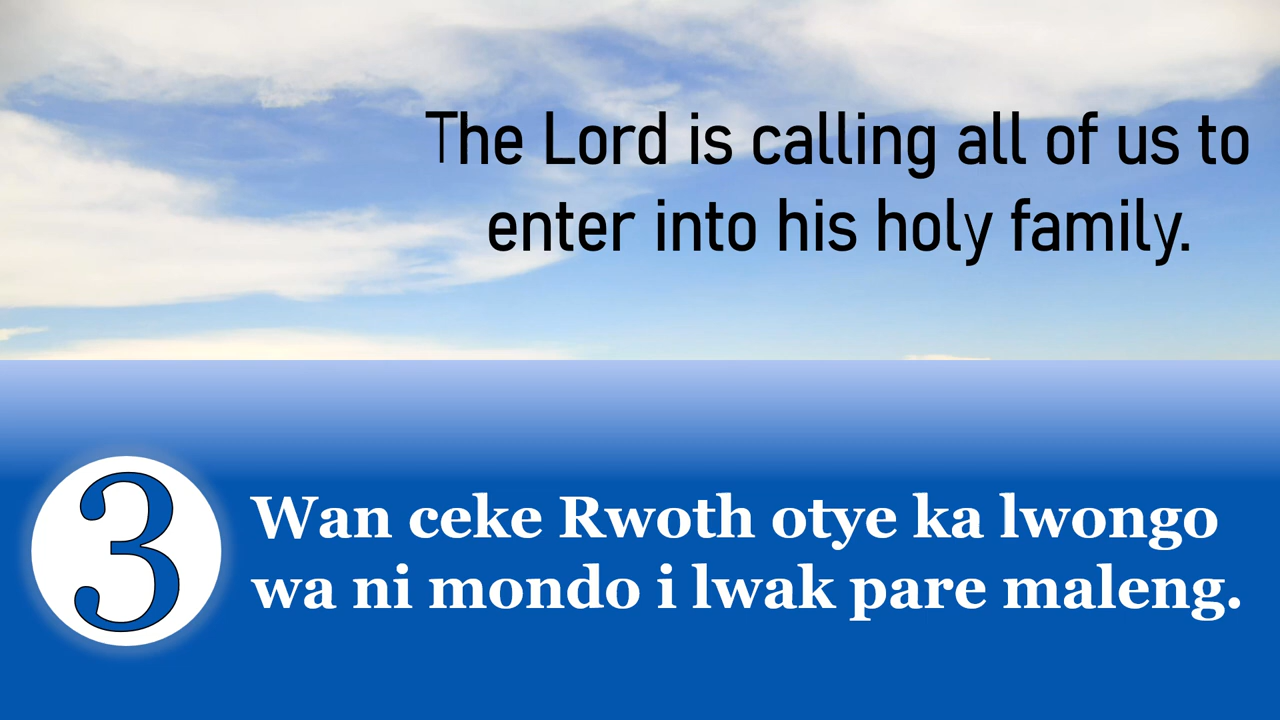 The Lord is calling all of us to
enter into his holy family.
3
Wan ceke Rwoth otye ka lwongo
wa ni mondo i lwak pare maleng.